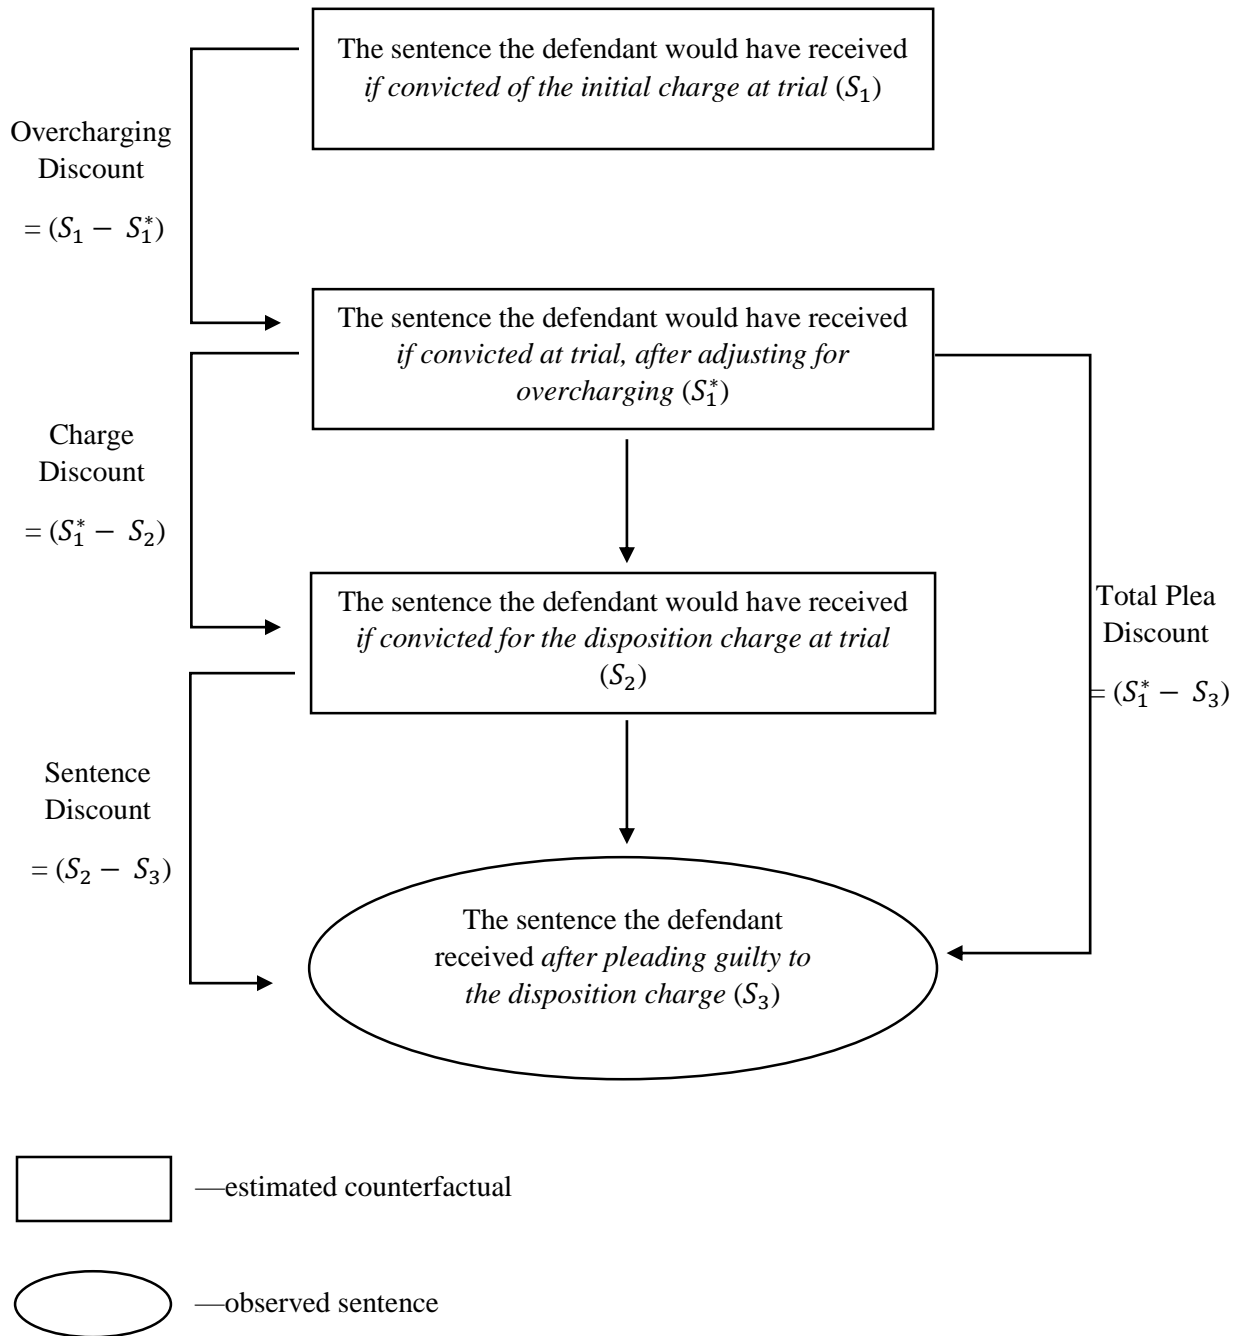 The sentence the defendant would have received
if convicted of the initial charge at trial (S₁)
Overcharging
Discount
= (S₁ − S₁*)
The sentence the defendant would have received
if convicted at trial, after adjusting for
overcharging (S₁*)
Charge
Discount
= (S₁* − S₂)
The sentence the defendant would have received
if convicted for the disposition charge at trial
(S₂)
Total Plea
Discount
= (S₁* − S₃)
Sentence
Discount
= (S₂ − S₃)
The sentence the defendant
received after pleading guilty to
the disposition charge (S₃)
—estimated counterfactual
—observed sentence